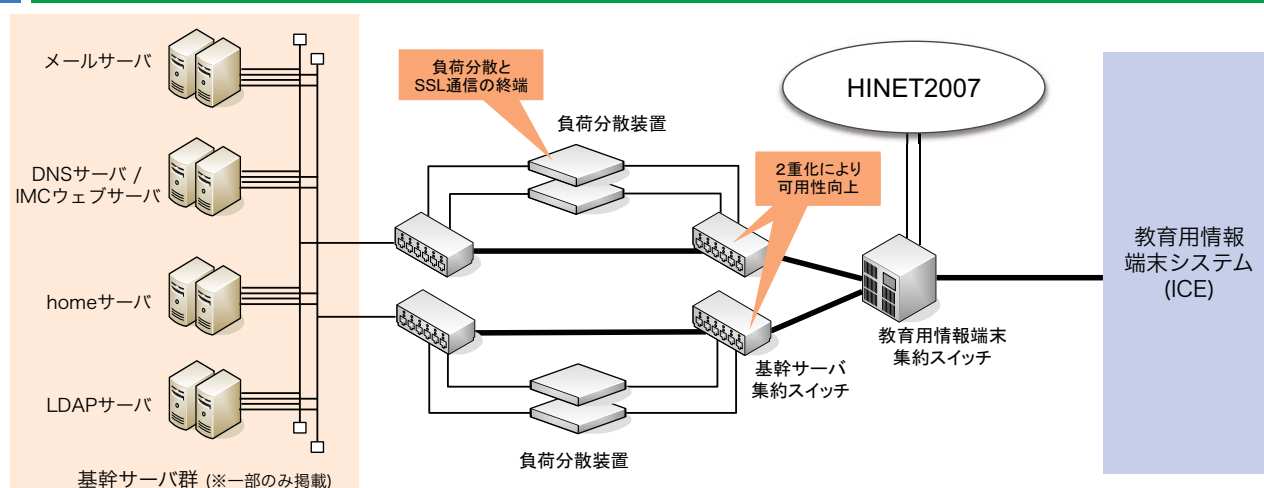 メールサーバ
DNSサーバ /
IMCウェブサーバ
homeサーバ
LDAPサーバ
基幹サーバ群 (※一部のみ掲載)
負荷分散と
SSL通信の終端
負荷分散装置
2重化により
可用性向上
HINET2007
教育用情報端末
集約スイッチ
基幹サーバ
集約スイッチ
負荷分散装置
教育用情報
端末システム
(ICE)